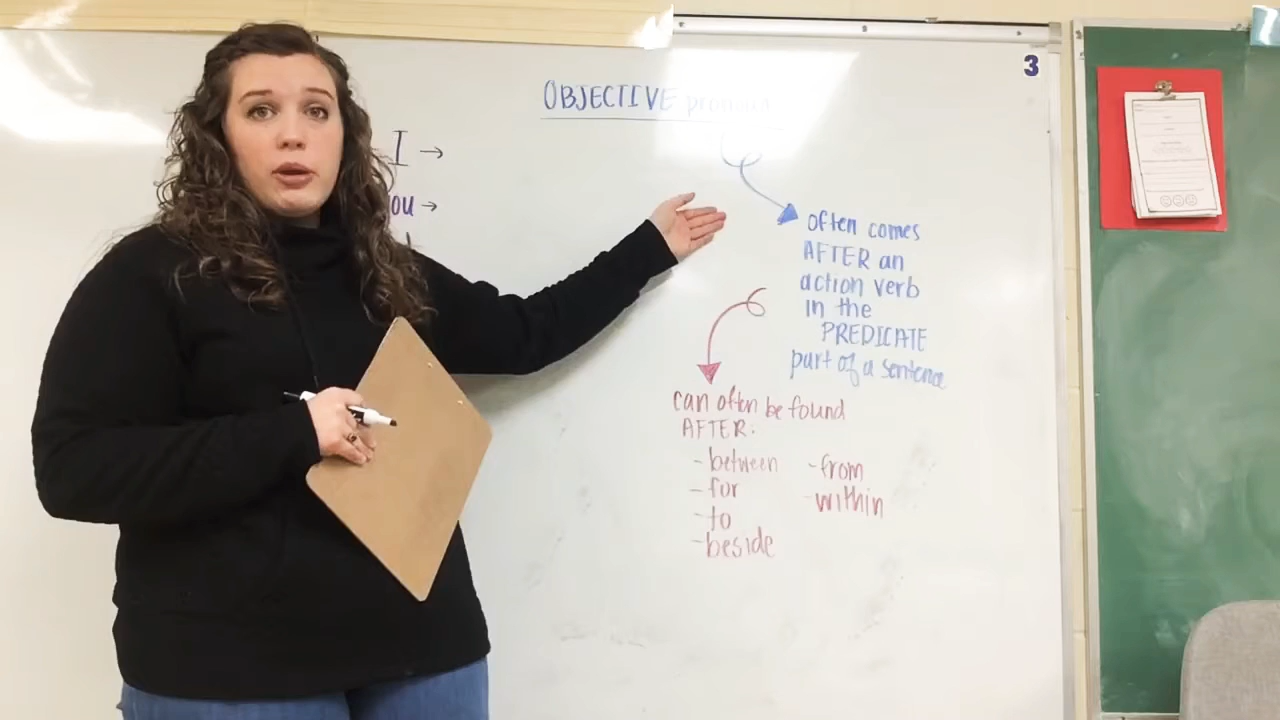 3
OBJECTIVE
I →
ou →
often comes
AFTER an
action verb
in the
PREDICATE
part of a sentence
can often be found
AFTER:
- between
- for
- to
- beside
- from
- within